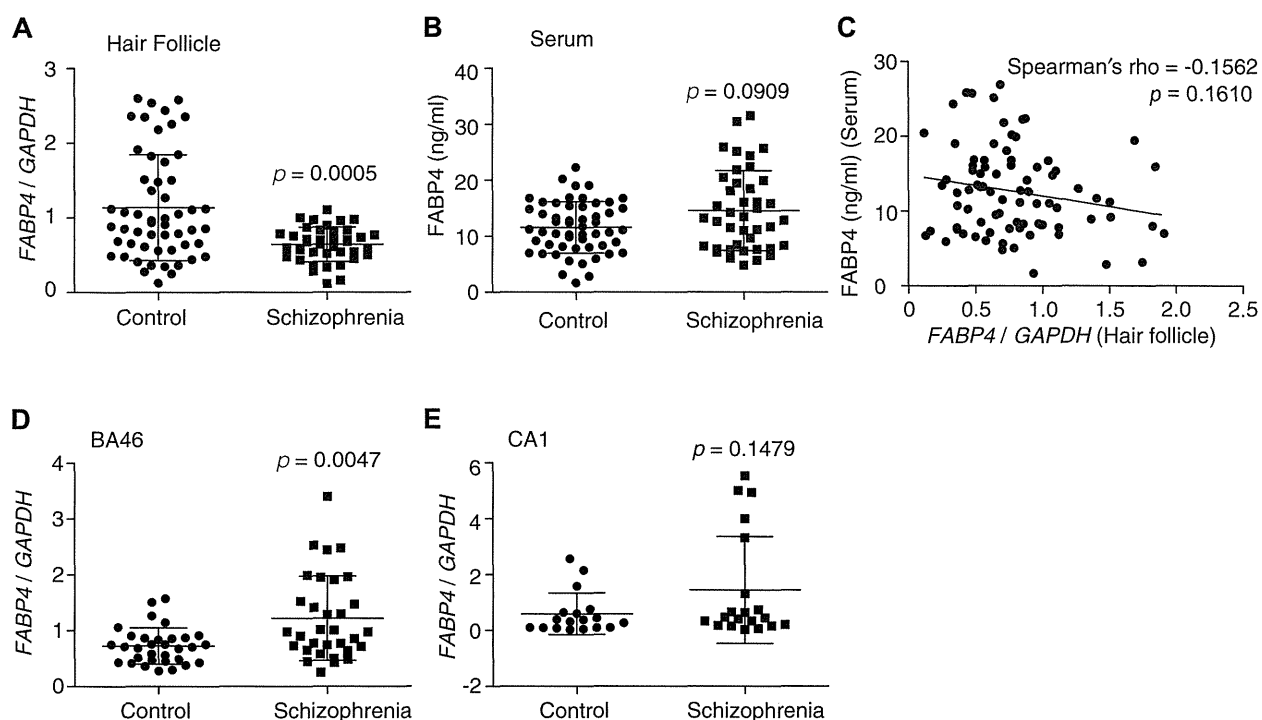 A
Hair Follicle
FABP4 / GAPDH
3
2
1
0
p = 0.0005
Control
Schizophrenia
B
Serum
FABP4 (ng/ml)
40
30
20
10
0
p = 0.0909
Control
Schizophrenia
C
FABP4 (ng/ml) (Serum)
30
20
10
0
Spearman's rho = -0.1562
p = 0.1610
0 0.5 1.0 1.5 2.0 2.5
FABP4 / GAPDH (Hair follicle)
D
BA46
FABP4 / GAPDH
4
3
2
1
0
p = 0.0047
Control
Schizophrenia
E
CA1
FABP4 / GAPDH
6
4
2
0
-2
p = 0.1479
Control
Schizophrenia